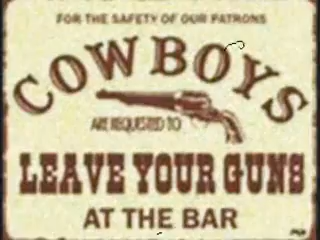 FOR THE SAFETY OF OUR PATRONS
COWBOYS
ARE REQUESTED TO
LEAVE YOUR GUNS
AT THE BAR